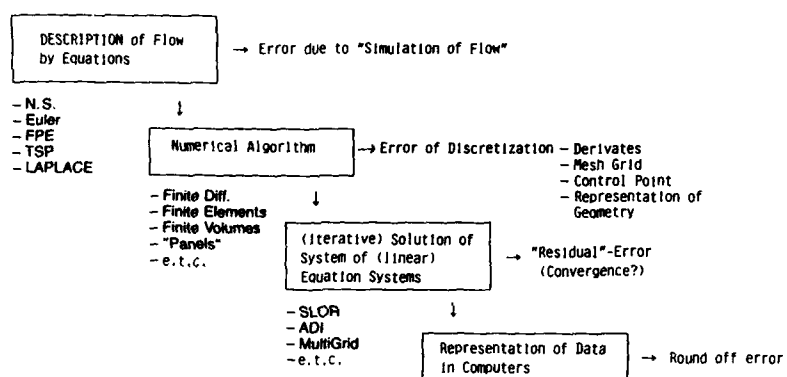 DESCRIPTION of Flow
by Equations
→ Error due to "Simulation of Flow"
- N.S.
- Euler
- FPE
- TSP
- LAPLACE
Numerical Algorithm
→ Error of Discretization
- Derivates
- Mesh Grid
- Control Point
- Representation of
Geometry
- Finite Diff.
- Finite Elements
- Finite Volumes
- "Panels"
- e.t.c.
(iterative) Solution of
System of (linear)
Equation Systems
→ "Residual"-Error
(Convergence?)
- SLOR
- ADI
- MultiGrid
- e.t.c.
Representation of Data
in Computers
→ Round off error